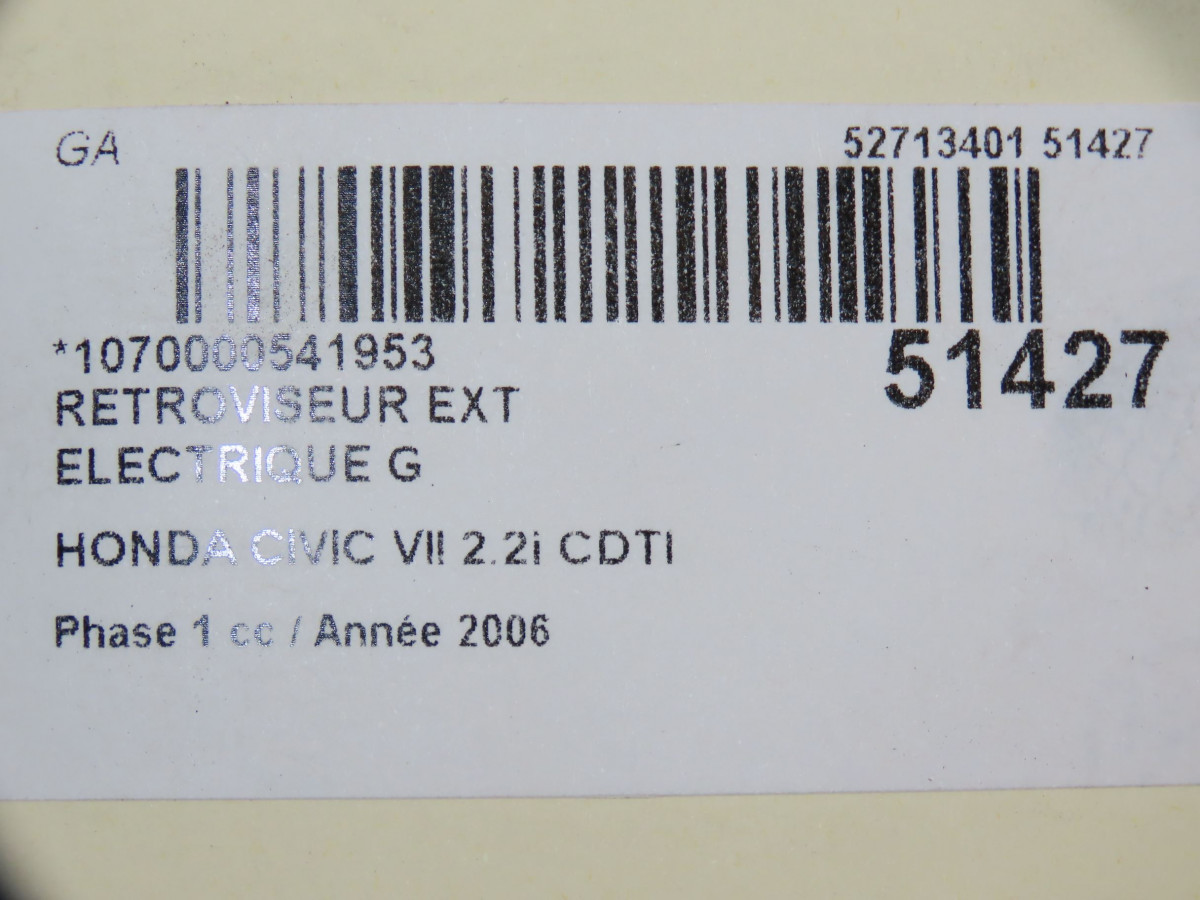 GA
52713401 51427
*1070000541953
51427
RETROVISEUR EXT
ELECTRIQUE G
HONDA CIVIC VII 2.2i CDTI
Phase 1 cc / Année 2006